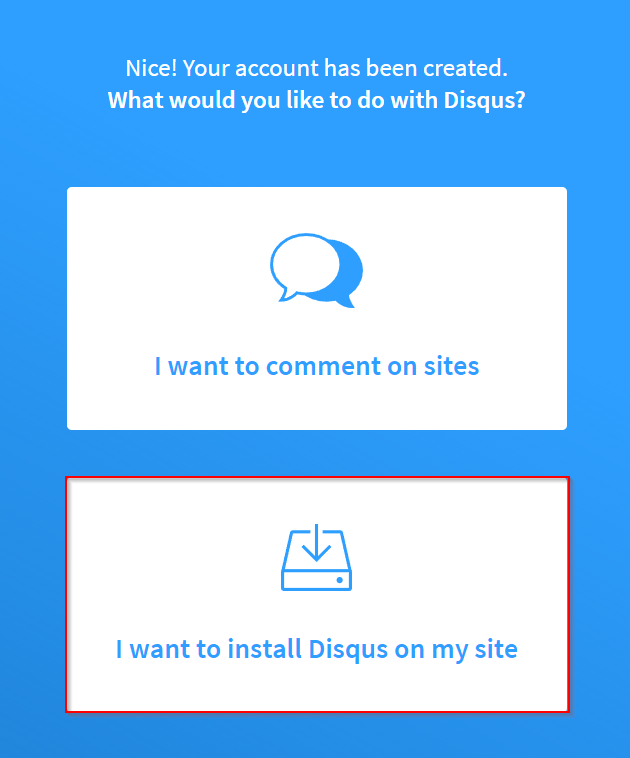 Nice! Your account has been created.
What would you like to do with Disqus?
I want to comment on sites
I want to install Disqus on my site